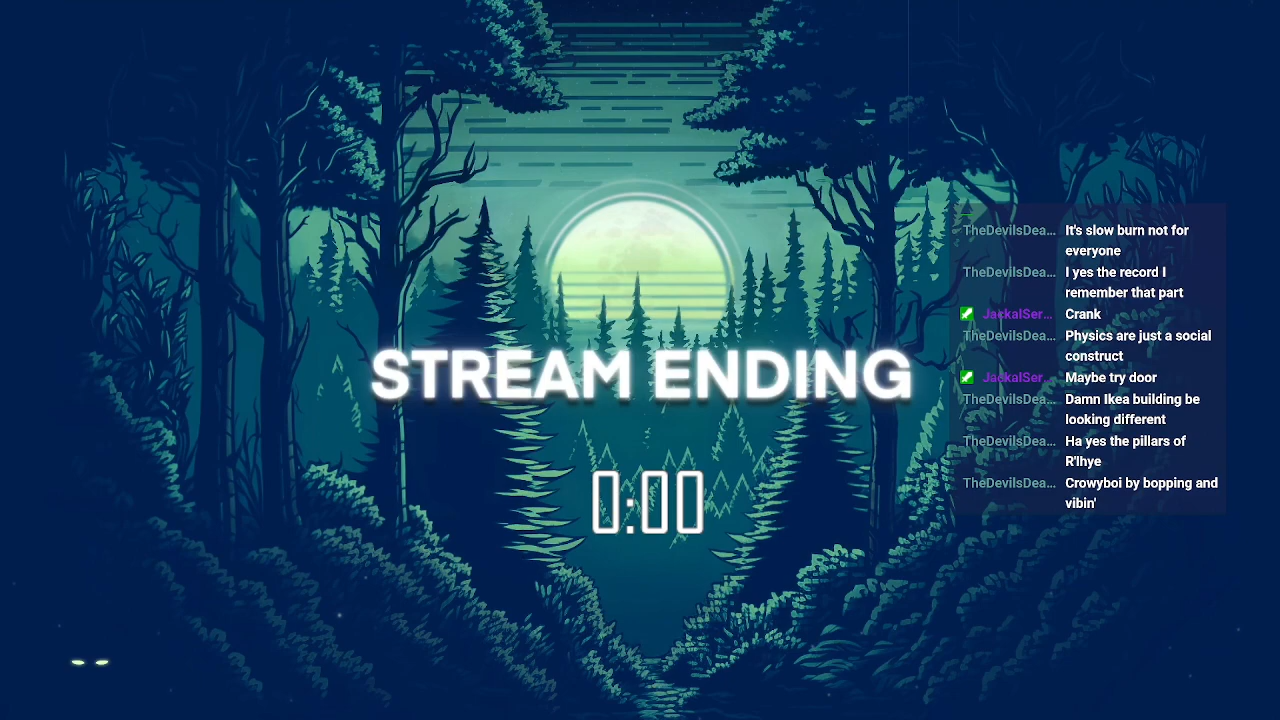 STREAM ENDING
0:00
TheDevilsDea... It's slow burn not for
everyone
TheDevilsDea... I yes the record I
remember that part
JackalSer... Crank
TheDevilsDea... Physics are just a social
construct
JackalSer... Maybe try door
TheDevilsDea... Damn Ikea building be
looking different
TheDevilsDea... Ha yes the pillars of
R'lhye
TheDevilsDea... Crowyboi by bopping and
vibin'